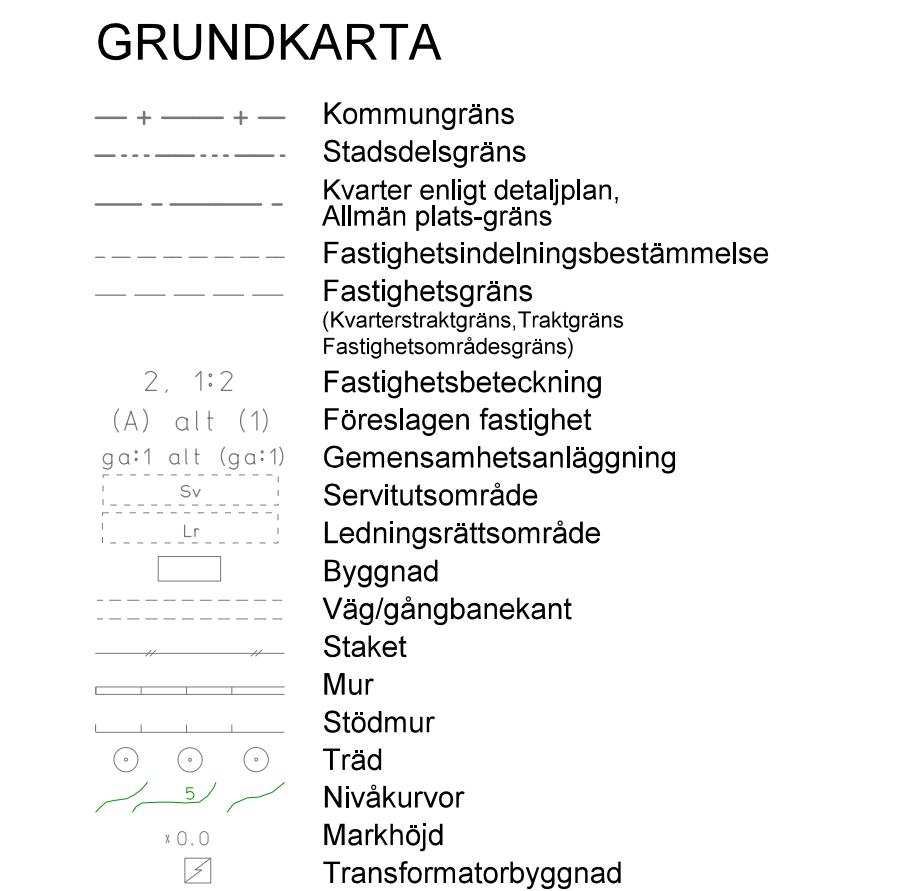 GRUNDKARTA
Kommungräns
Stadsdelsgräns
Kvarter enligt detaljplan,
Allmän plats-gräns
Fastighetsindelningsbestämmelse
Fastighetsgräns
(Kvarterstraktgräns,Traktgräns
Fastighetsområdesgräns)
2, 1:2 Fastighetsbeteckning
(A) alt (1) Föreslagen fastighet
ga:1 alt (ga:1) Gemensamhetsanläggning
Sv Servitutsområde
Lr Ledningsrättsområde
Byggnad
Väg/gångbanekant
Staket
Mur
Stödmur
Träd
5 Nivåkurvor
x0.0 Markhöjd
Transformatorbyggnad